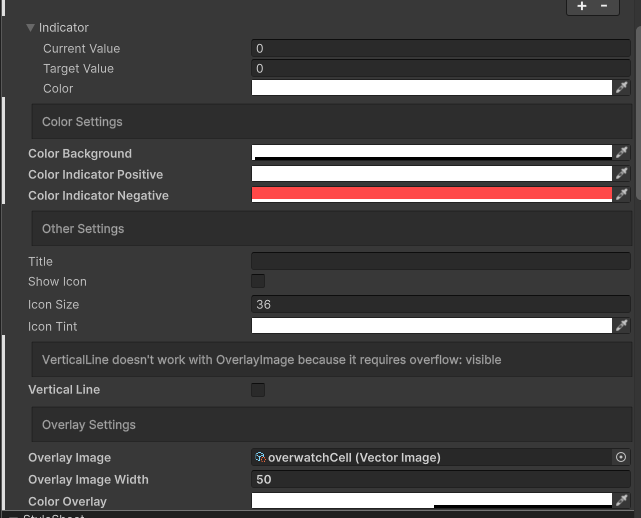 + -
Indicator
Current Value 0
Target Value 0
Color
Color Settings
Color Background
Color Indicator Positive
Color Indicator Negative
Other Settings
Title
Show Icon
Icon Size 36
Icon Tint
VerticalLine doesn't work with OverlayImage because it requires overflow: visible
Vertical Line
Overlay Settings
Overlay Image overwatchCell (Vector Image)
Overlay Image Width 50
Color Overlay
StyleSheet